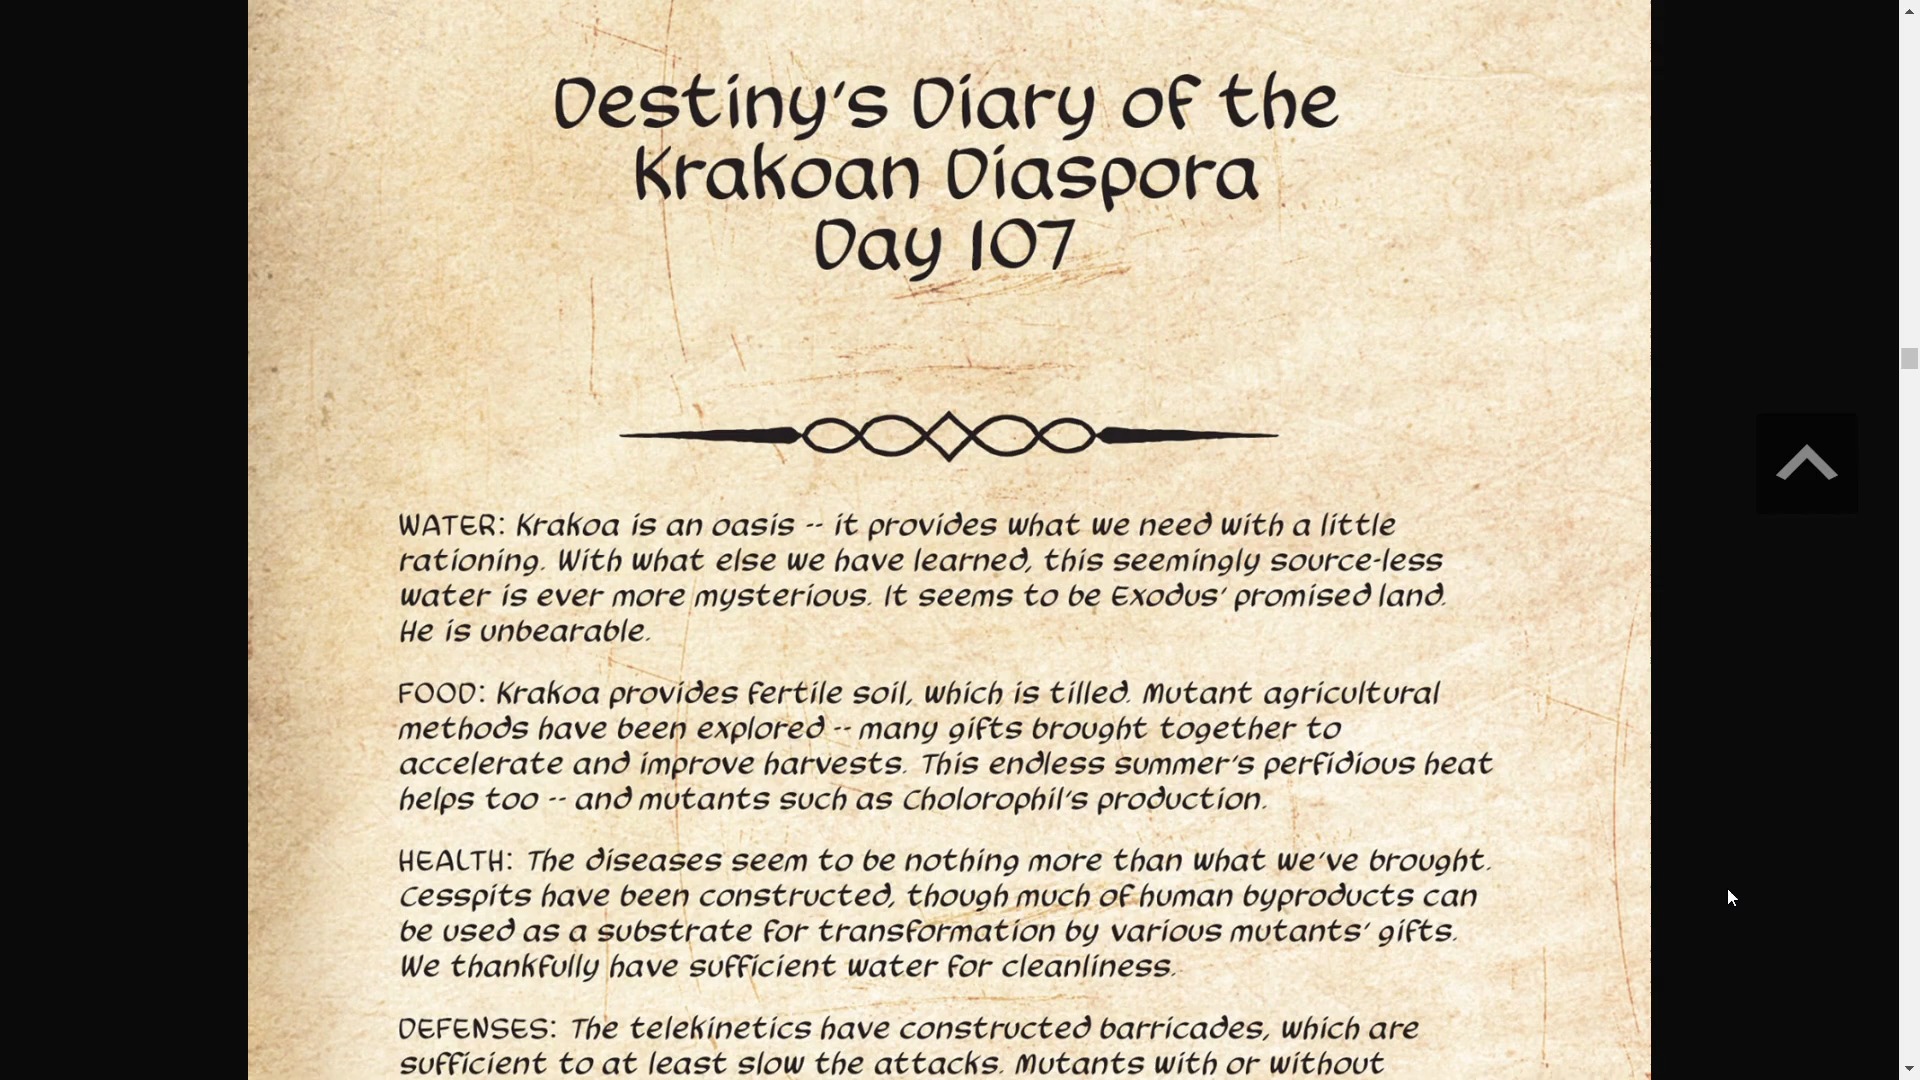 Destiny's Diary of the
Krakoan Diaspora
Day 107
WATER: Krakoa is an oasis -- it provides what we need with a little
rationing. With what else we have learned, this seemingly source-less
water is ever more mysterious. It seems to be Exodus' promised land.
He is unbearable.
FOOD: Krakoa provides fertile soil, which is tilled. Mutant agricultural
methods have been explored -- many gifts brought together to
accelerate and improve harvests. This endless summer's perfidious heat
helps too -- and mutants such as Cholorophil's production.
HEALTH: The diseases seem to be nothing more than what we've brought.
Cesspits have been constructed, though much of human byproducts can
be used as a substrate for transformation by various mutants' gifts.
We thankfully have sufficient water for cleanliness.
DEFENSES: The telekinetics have constructed barricades, which are
sufficient to at least slow the attacks. Mutants with or without